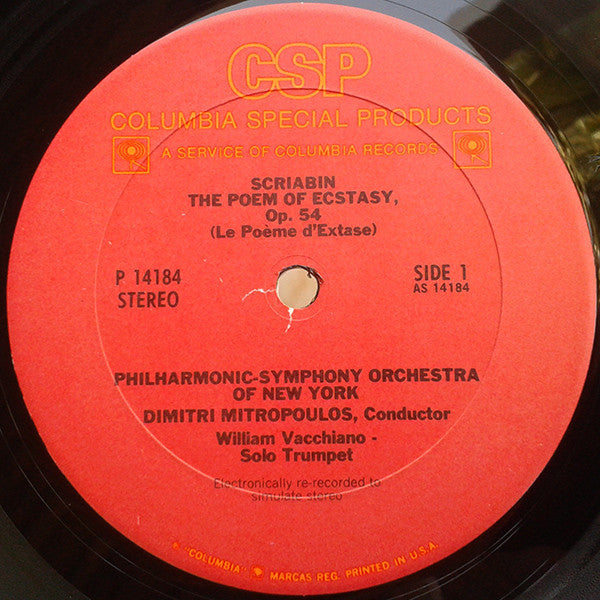 CSP
COLUMBIA SPECIAL PRODUCTS
A SERVICE OF COLUMBIA RECORDS
SCRIABIN
THE POEM OF ECSTASY,
Op. 54
(Le Poème d'Extase)
P 14184
STEREO
SIDE 1
AS 14184
PHILHARMONIC-SYMPHONY ORCHESTRA
OF NEW YORK
DIMITRI MITROPOULOS, Conductor
William Vacchiano -
Solo Trumpet
Electronically re-recorded to
simulate stereo
"COLUMBIA" MARCAS REG. PRINTED IN U.S.A.